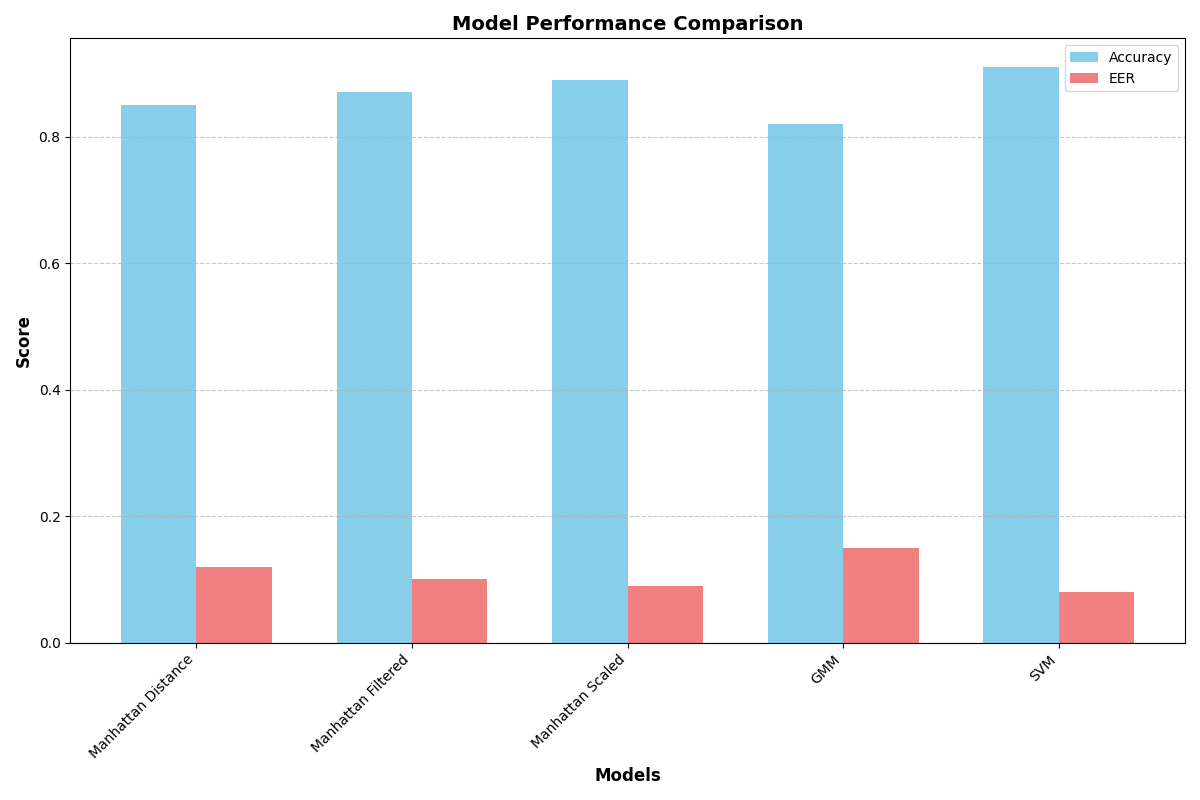 Model Performance Comparison
Accuracy
EER
Score
0.8
0.6
0.4
0.2
0.0
Manhattan Distance
Manhattan Filtered
Manhattan Scaled
GMM
SVM
Models